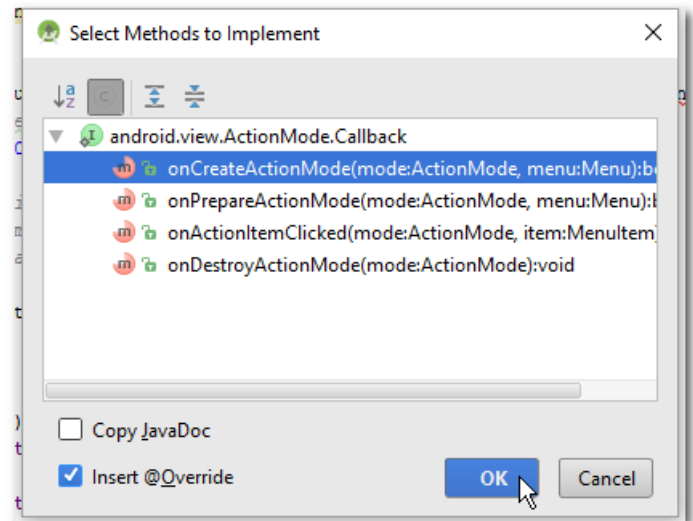 Select Methods to Implement
android.view.ActionMode.Callback
onCreateActionMode(mode:ActionMode, menu:Menu):b
onPrepareActionMode(mode:ActionMode, menu:Menu):
onActionItemClicked(mode:ActionMode, item:MenuItem
onDestroyActionMode(mode:ActionMode):void
Copy JavaDoc
Insert @Override
OK Cancel